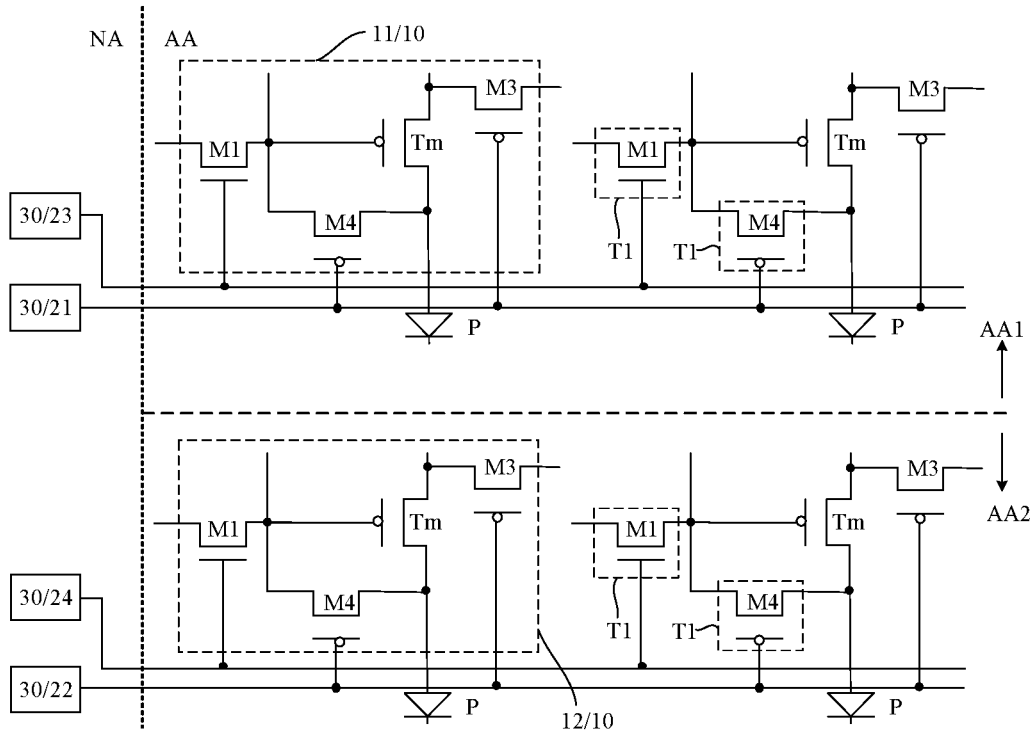 11/10
NA AA
M3 M3
M1 Tm M1 Tm
30/23
M4 T1 T1 M4
30/21
P P
AA1
M3 M3
M1 Tm M1 Tm
AA2
30/24
M4 T1 T1 M4
30/22
P P
12/10